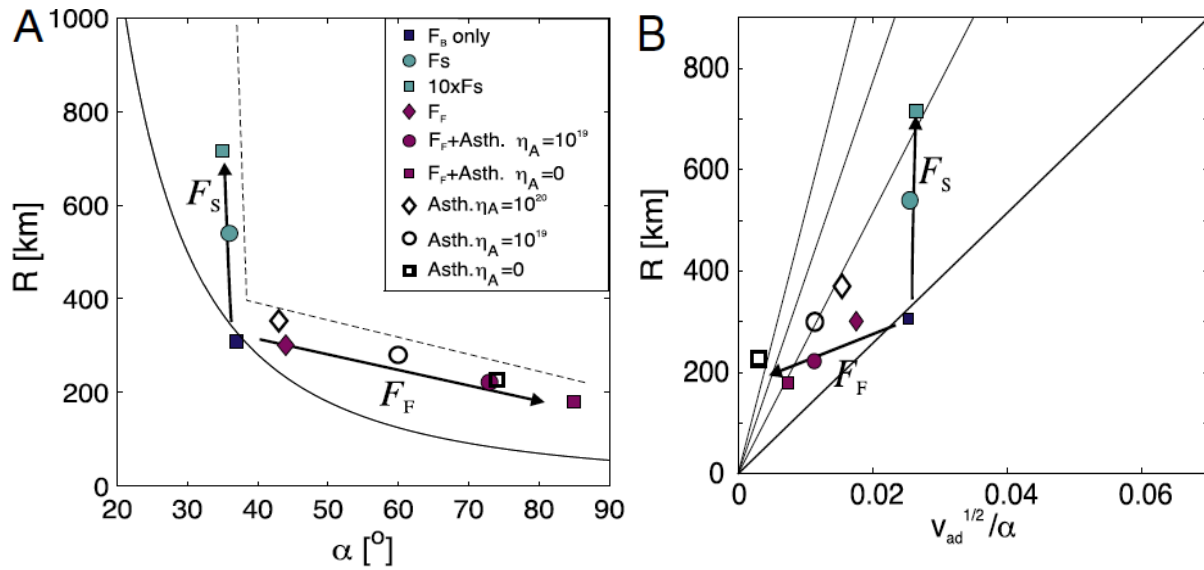 A
1000
800
600
400
200
0
R [km]
20 30 40 50 60 70 80 90
α [°]
F_B only
Fs
10xFs
F_F
F_F+Asth. η_A=10^19
F_F+Asth. η_A=0
Asth. η_A=10^20
Asth. η_A=10^19
Asth. η_A=0
F_S
F_F
B
800
600
400
200
0
R [km]
0 0.02 0.04 0.06
v_ad^1/2/α
F_S
F_F